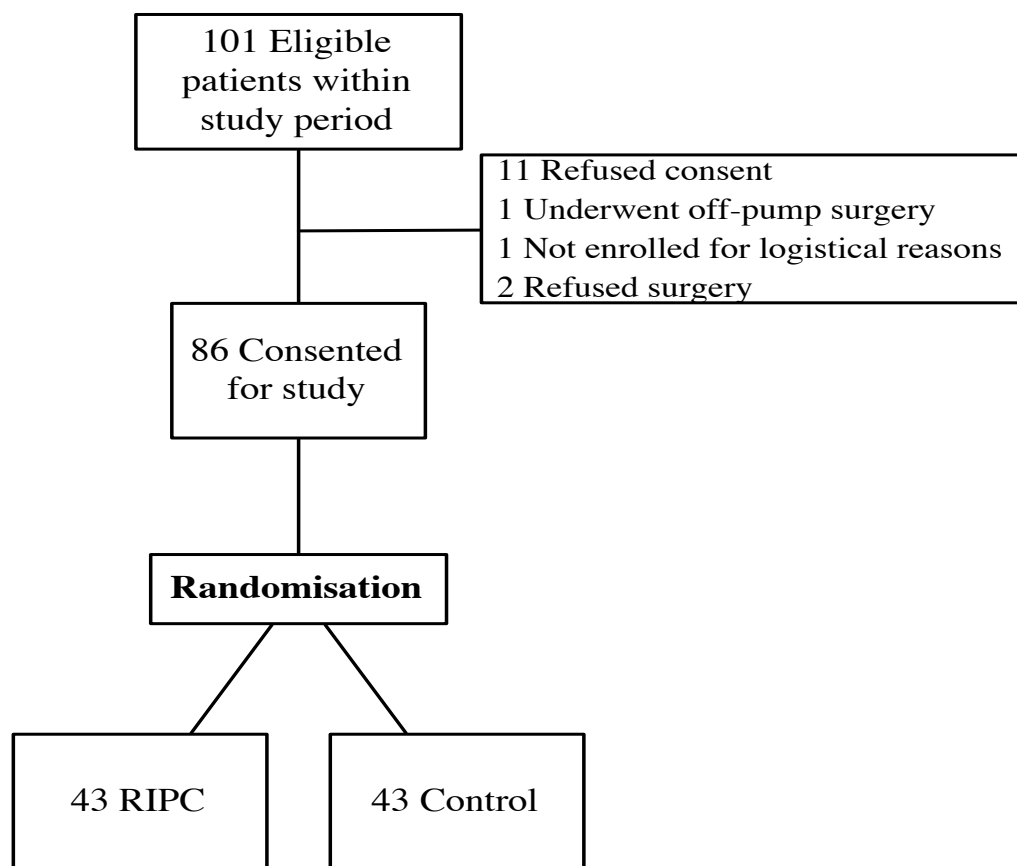 101 Eligible
patients within
study period
11 Refused consent
1 Underwent off-pump surgery
1 Not enrolled for logistical reasons
2 Refused surgery
86 Consented
for study
Randomisation
43 RIPC
43 Control